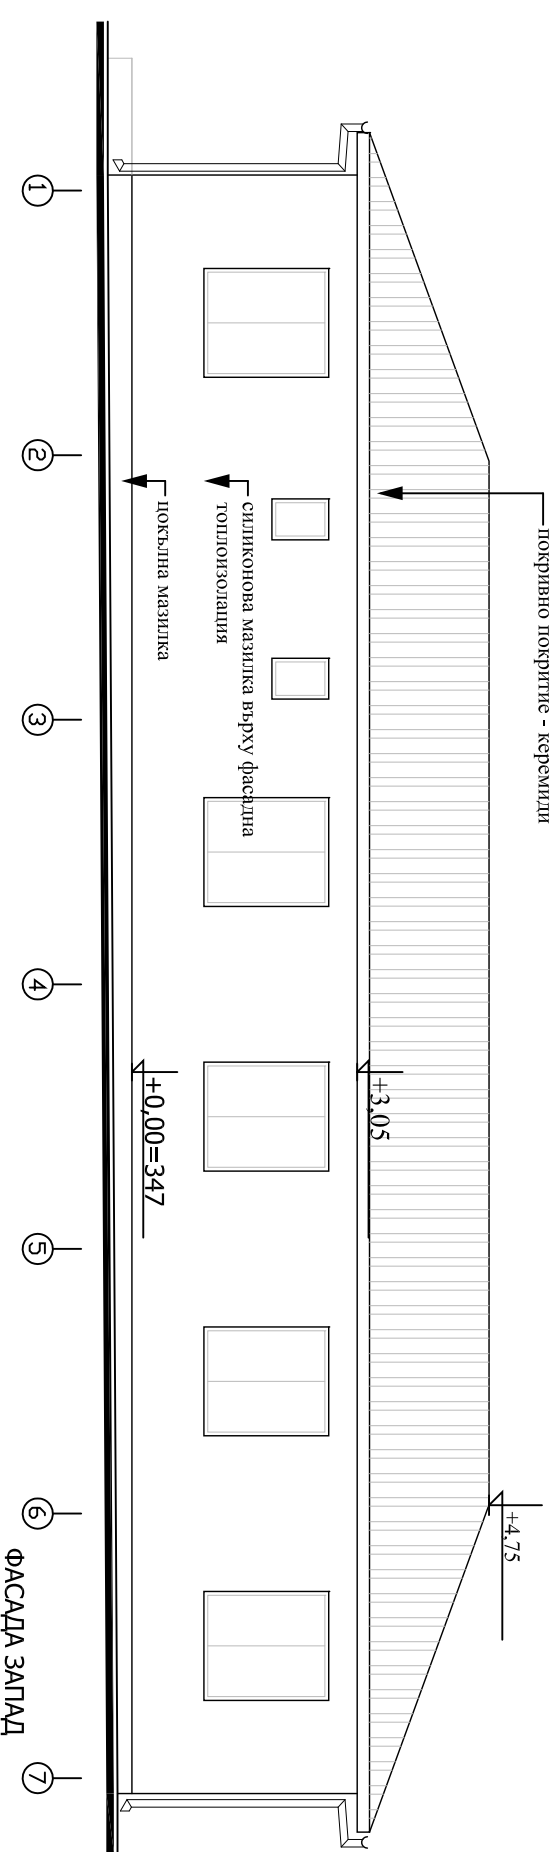 покривно покритие - керемиди
+4,75
+3,05
силиконова мазилка върху фасадна
топлоизолация
цокълна мазилка
+0,00=347
1
2
3
4
5
6
7
ФАСАДА ЗАПАД